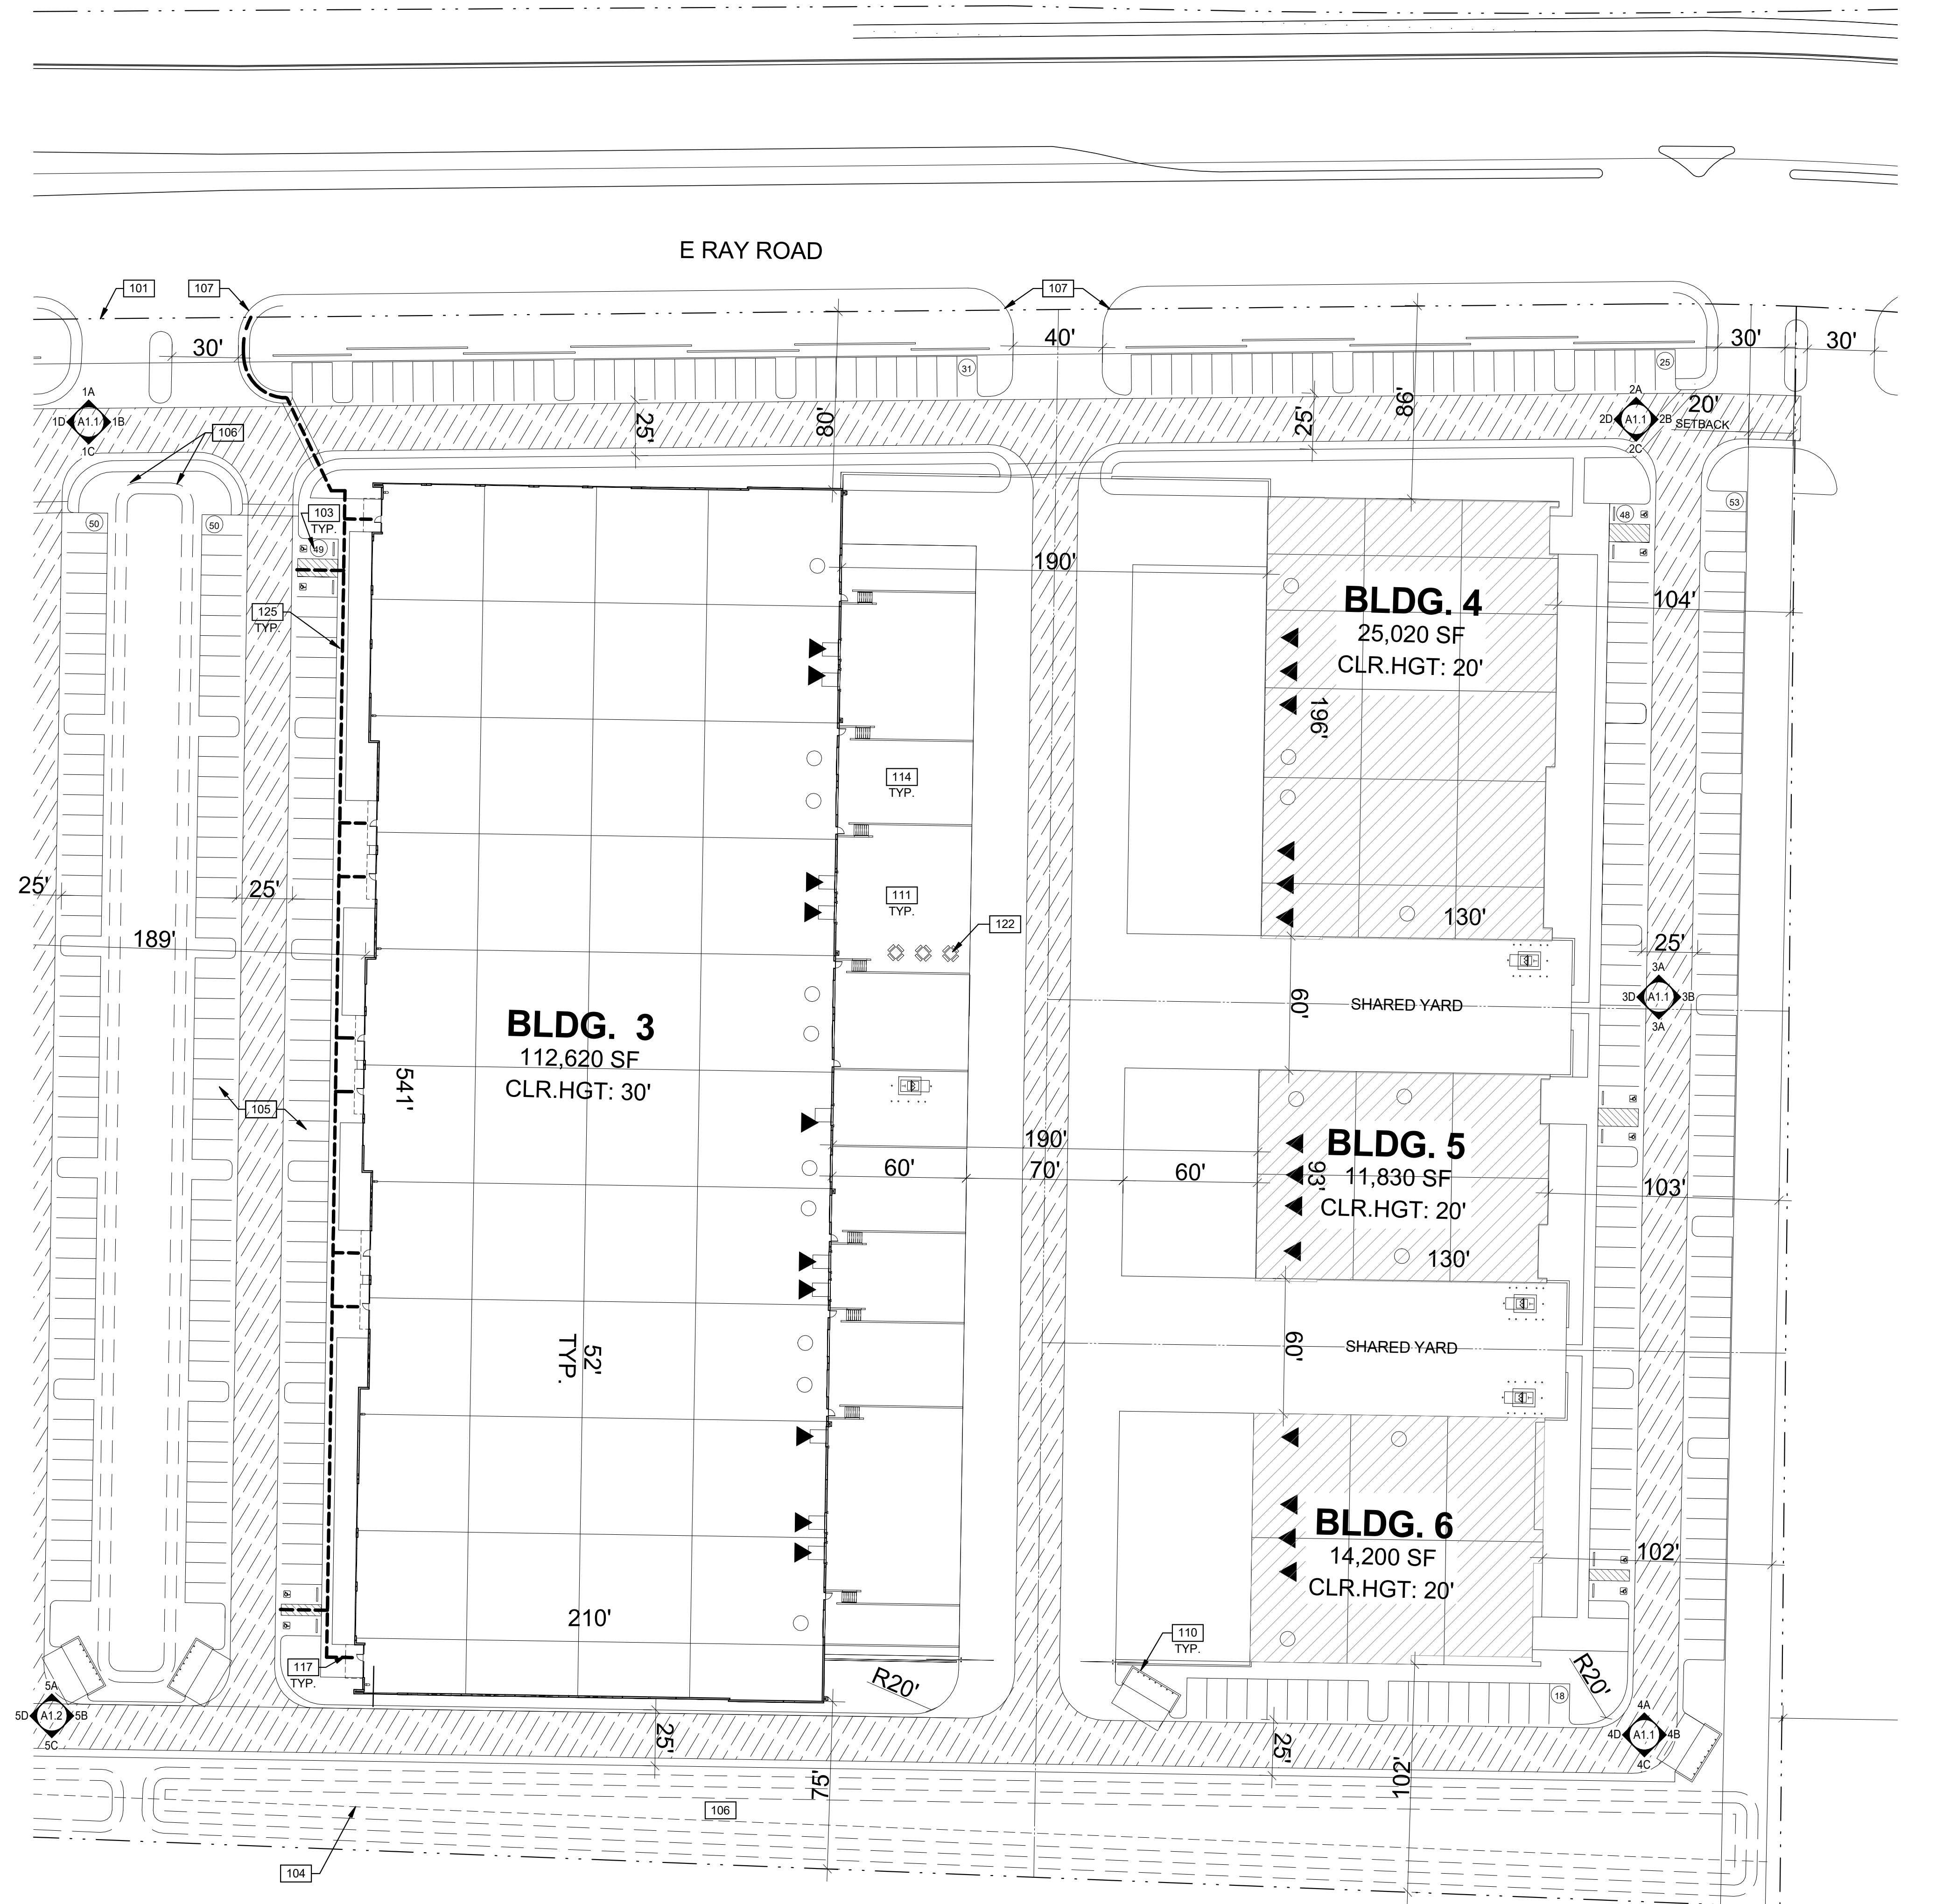 E RAY ROAD
101
107
107
30'
40'
30'
30'
31
25
1A
1D
A1.1
1B
1C
106
25'
80'
25'
86'
2A
2D
A1.1
2B
2C
20'
SETBACK
50
50
103
TYP.
49
48
53
190'
125
TYP.
BLDG. 4
25,020 SF
CLR.HGT: 20'
104'
196'
114
TYP.
25'
25'
111
TYP.
122
130'
189'
25'
3A
3D
A1.1
3B
3A
60'
SHARED YARD
BLDG. 3
112,620 SF
CLR.HGT: 30'
541'
105
190'
BLDG. 5
11,830 SF
CLR.HGT: 20'
93'
60'
70'
60'
103'
130'
52'
TYP.
60'
SHARED YARD
BLDG. 6
14,200 SF
CLR.HGT: 20'
102'
210'
110
TYP.
117
TYP.
R20'
R20'
18
5A
5D
A1.2
5B
5C
4A
4D
A1.1
4B
4C
25'
25'
75'
102'
106
104